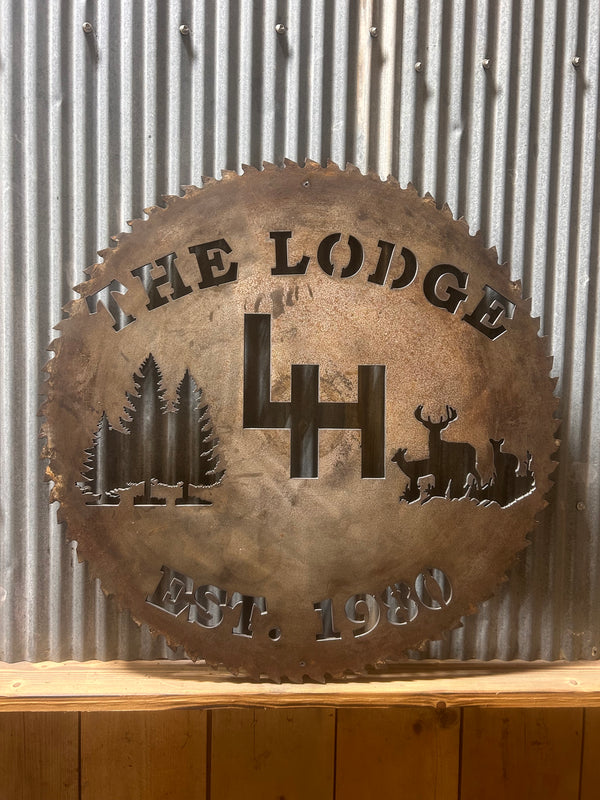 THE LODGE
LH
EST. 1980